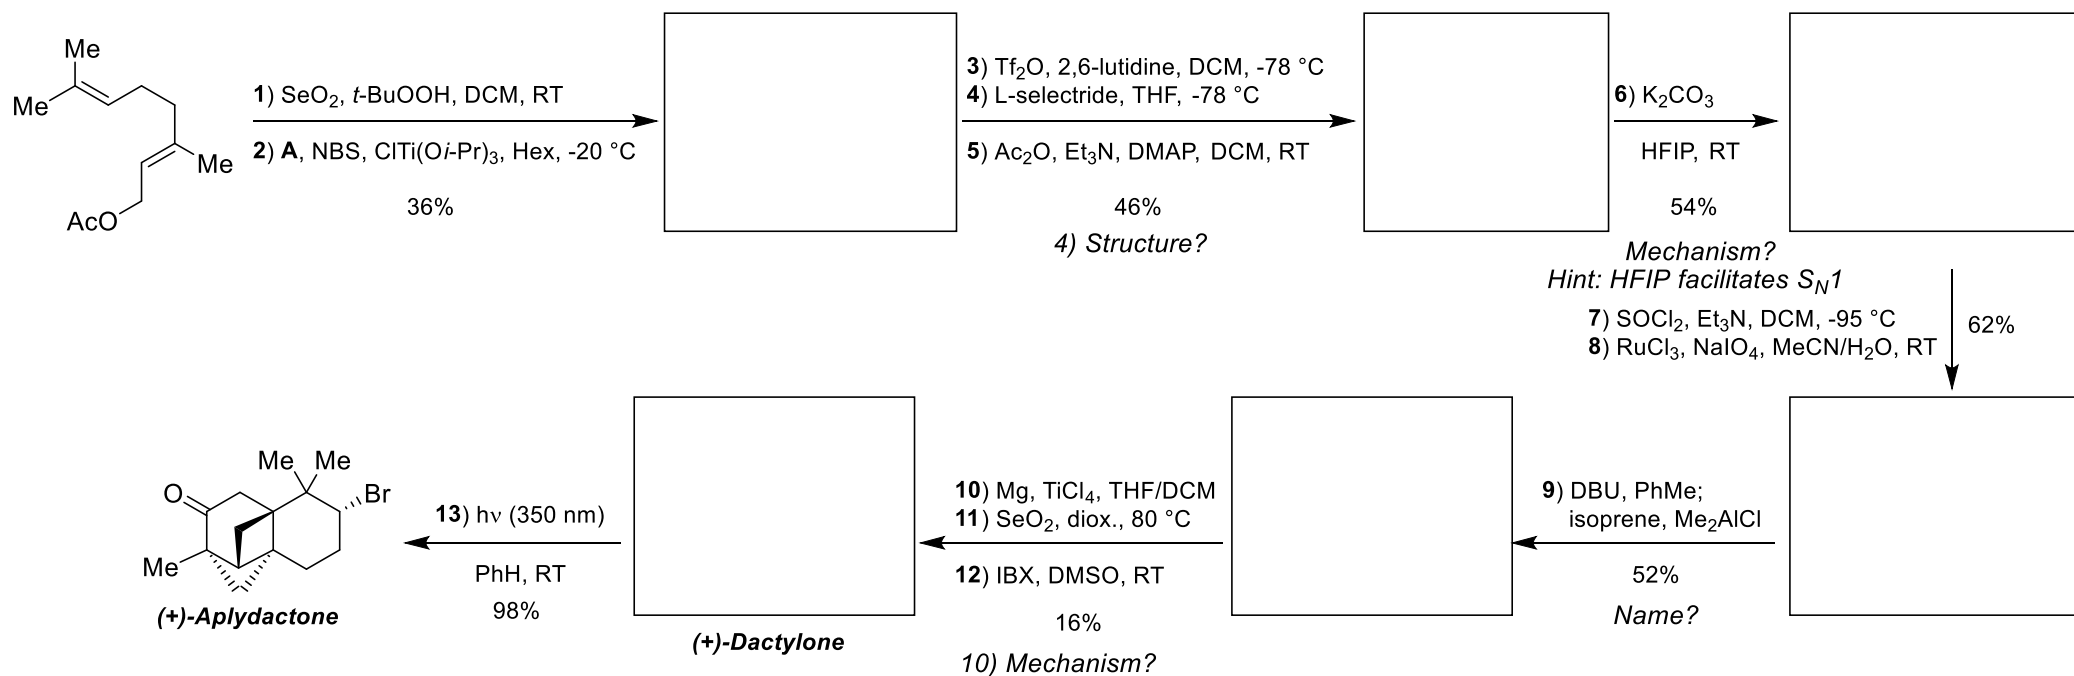 Me
Me
Me
AcO
1) SeO2, t-BuOOH, DCM, RT
2) A, NBS, ClTi(Oi-Pr)3, Hex, -20 °C
36%
3) Tf2O, 2,6-lutidine, DCM, -78 °C
4) L-selectride, THF, -78 °C
5) Ac2O, Et3N, DMAP, DCM, RT
46%
4) Structure?
6) K2CO3
HFIP, RT
54%
Mechanism?
Hint: HFIP facilitates SN1
7) SOCl2, Et3N, DCM, -95 °C
8) RuCl3, NaIO4, MeCN/H2O, RT
62%
9) DBU, PhMe;
isoprene, Me2AlCl
52%
Name?
10) Mg, TiCl4, THF/DCM
11) SeO2, diox., 80 °C
12) IBX, DMSO, RT
16%
10) Mechanism?
(+)-Dactylone
13) hν (350 nm)
PhH, RT
98%
Me Me
O
Br
Me
(+)-Aplydactone